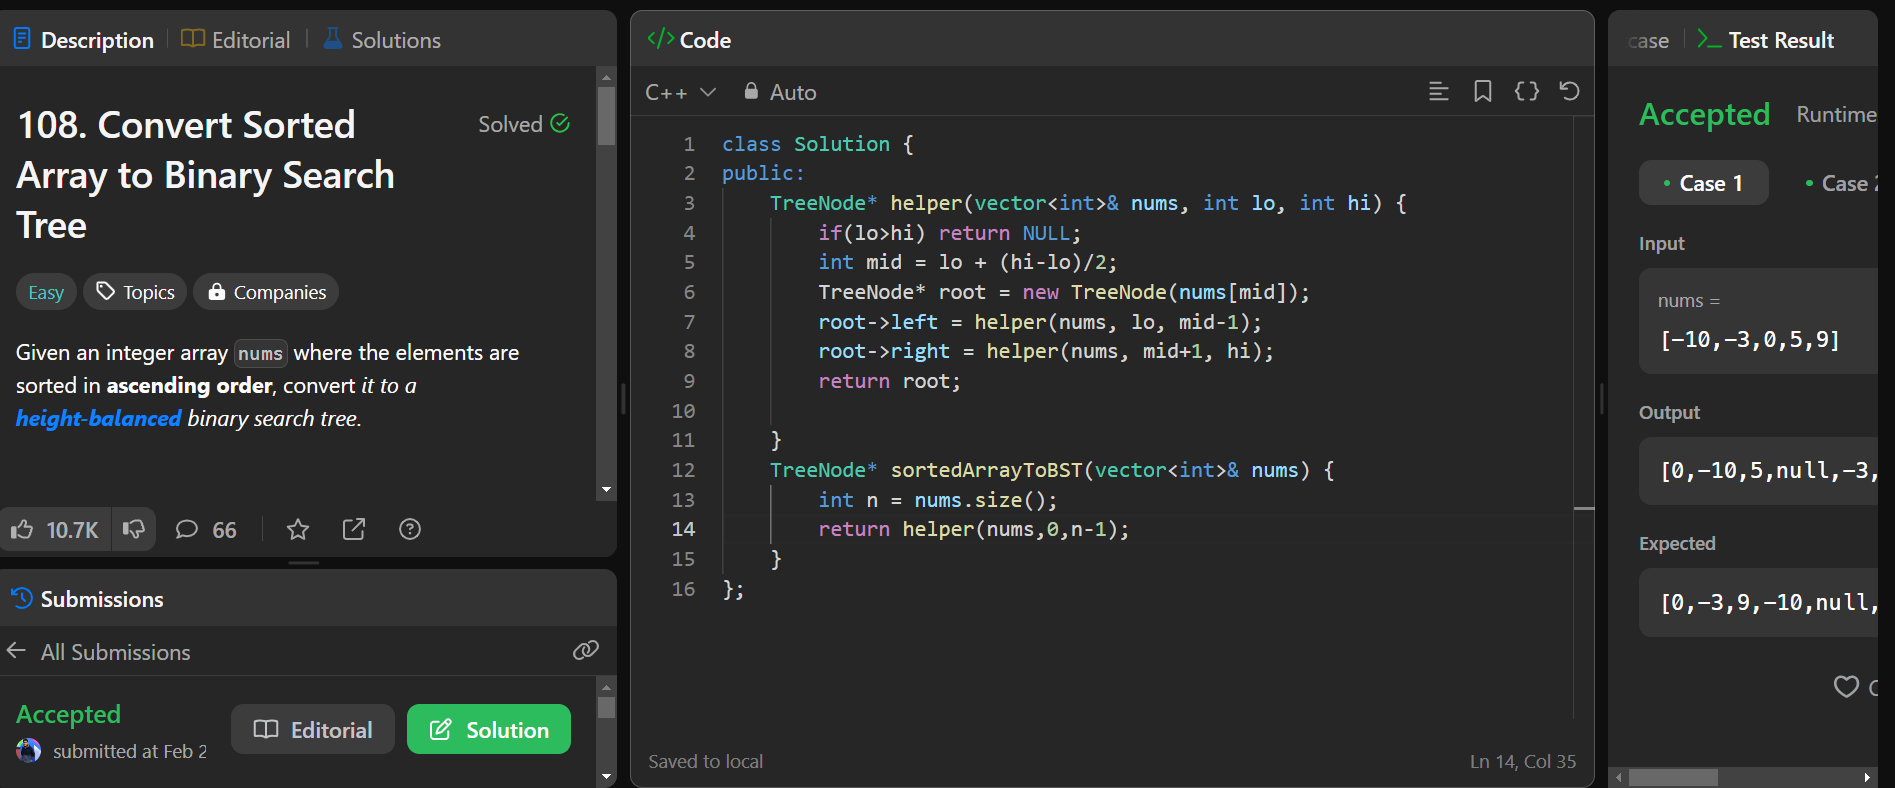 Description
Editorial
Solutions
108. Convert Sorted
Array to Binary Search
Tree
Solved
Easy
Topics
Companies
Given an integer array nums where the elements are
sorted in ascending order, convert it to a
height-balanced binary search tree.
10.7K
66
Submissions
All Submissions
Accepted
submitted at Feb 2
Editorial
Solution
Code
C++
Auto
1 class Solution {
2 public:
3 TreeNode* helper(vector<int>& nums, int lo, int hi) {
4 if(lo>hi) return NULL;
5 int mid = lo + (hi-lo)/2;
6 TreeNode* root = new TreeNode(nums[mid]);
7 root->left = helper(nums, lo, mid-1);
8 root->right = helper(nums, mid+1, hi);
9 return root;
10
11 }
12 TreeNode* sortedArrayToBST(vector<int>& nums) {
13 int n = nums.size();
14 return helper(nums,0,n-1);
15 }
16 };
Saved to local
Ln 14, Col 35
case
Test Result
Accepted
Runtime
Case 1
Case 2
Input
nums =
[-10,-3,0,5,9]
Output
[0,-10,5,null,-3,
Expected
[0,-3,9,-10,null,